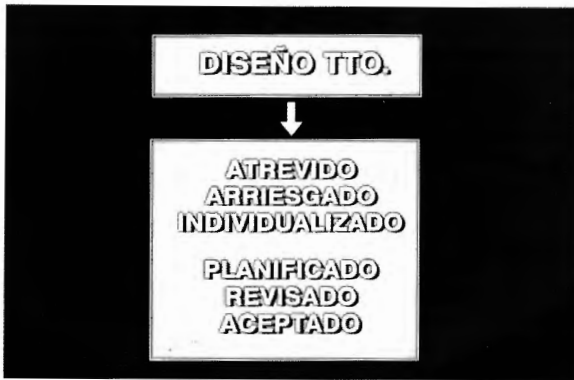 DISEÑO TTO.
ATREVIDO
ARRIESGADO
INDIVIDUALIZADO
PLANIFICADO
REVISADO
ACEPTADO